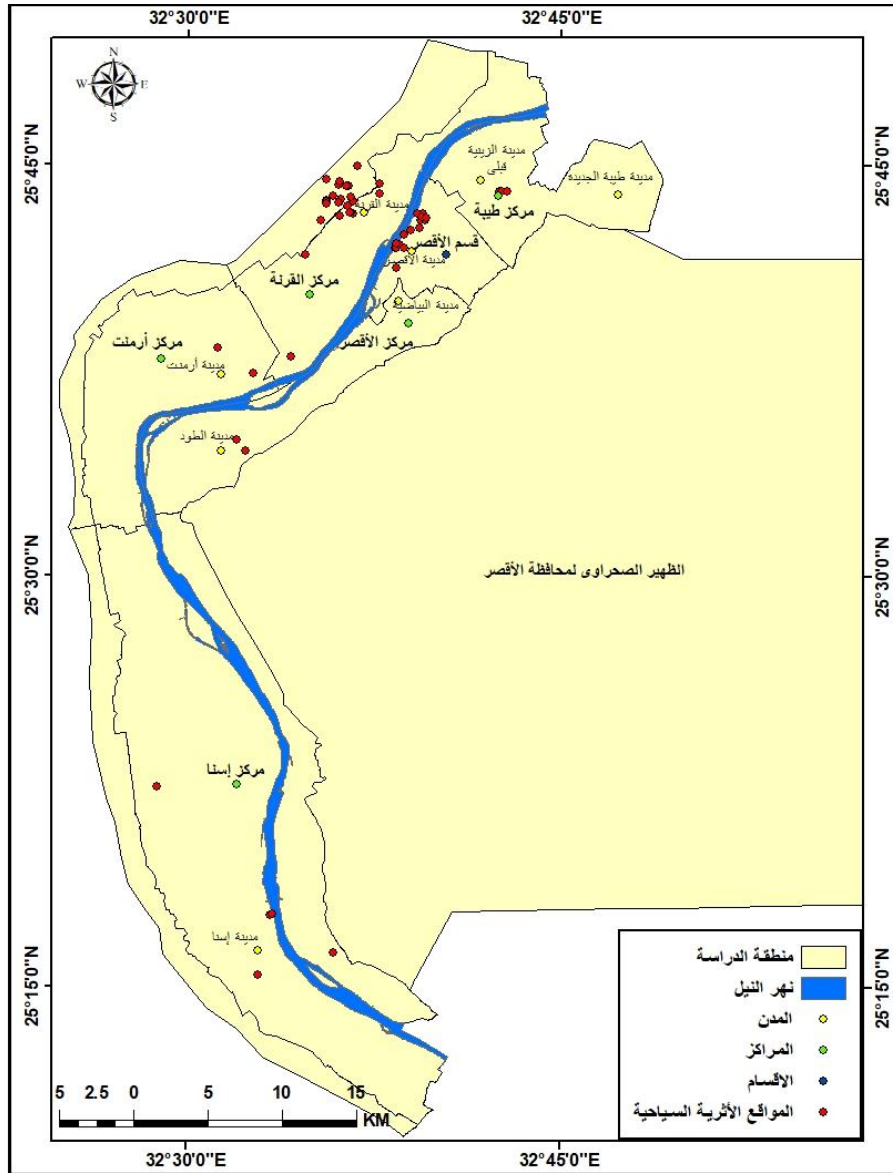 32°30'0"E
32°45'0"E
N
W
E
S
25°45'0"N
25°45'0"N
مدينة الزينية
قبلى
مدينة طيبة الجديدة
مركز طيبة
مدينة القرنة
قسم الأقصر
مدينة الأقصر
مركز القرنة
مدينة البياضية
مركز الأقصر
مركز أرمنت
مدينة أرمنت
مدينة الطود
25°30'0"N
25°30'0"N
الظهير الصحراوى لمحافظة الأقصر
مركز إسنا
مدينة إسنا
25°15'0"N
25°15'0"N
منطقة الدراسة
نهر النيل
المدن
المراكز
الاقسام
المواقع الأثرية السياحية
5 2.5 0 5 10 15
KM
32°30'0"E
32°45'0"E